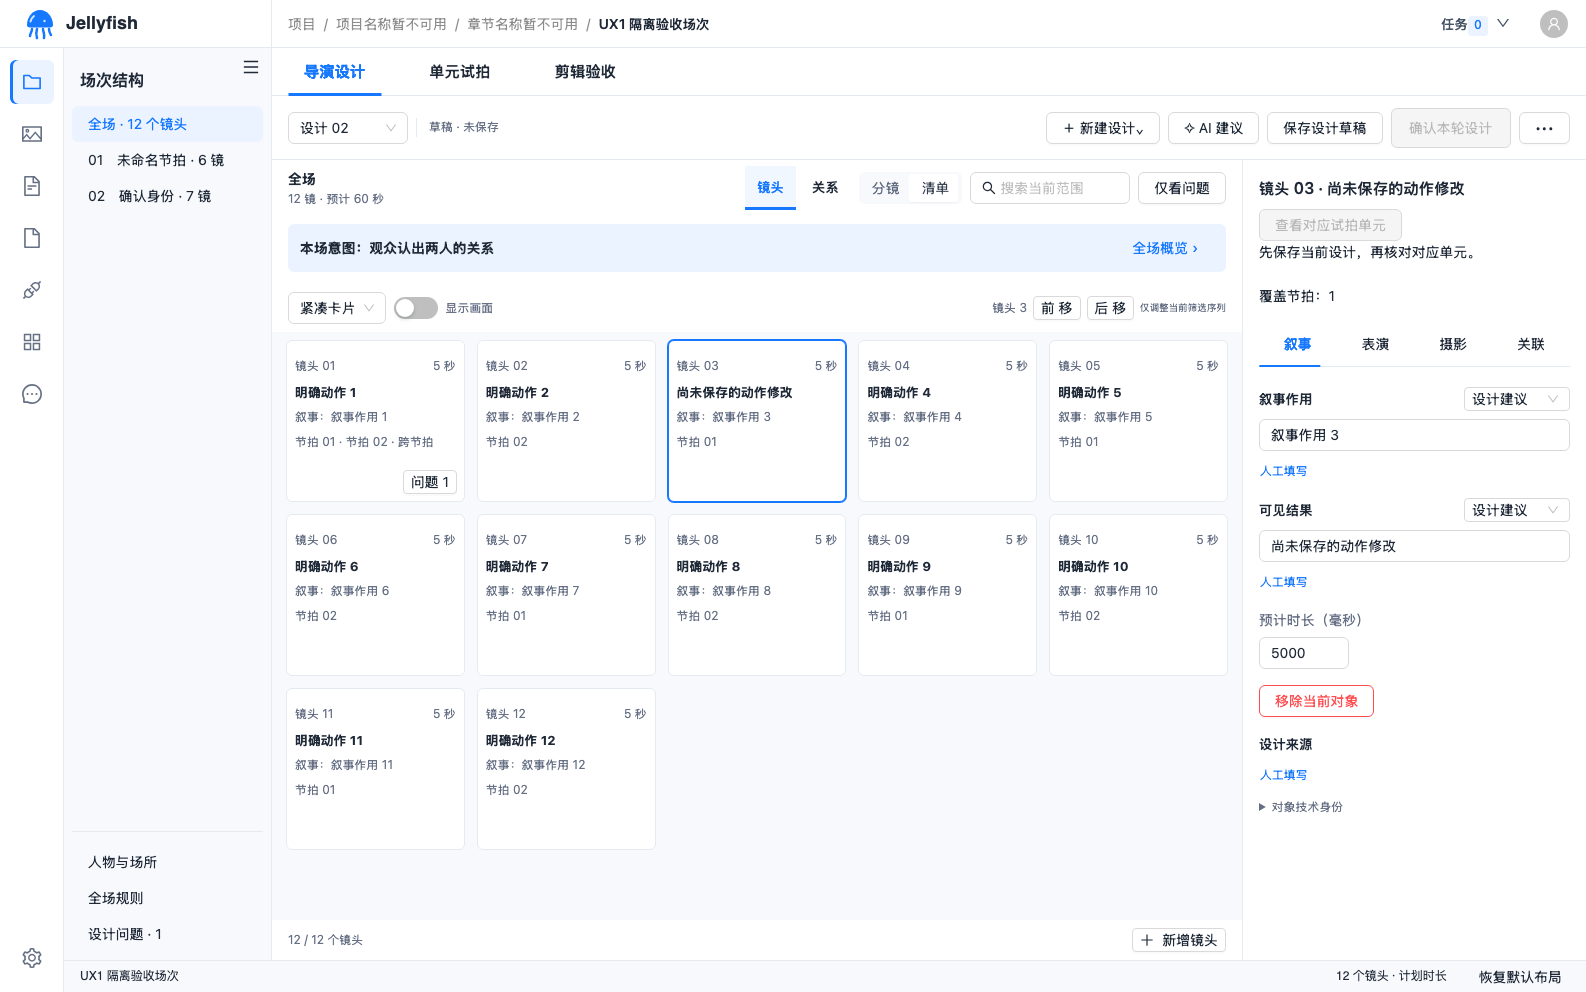 Jellyfish
项目 / 项目名称暂不可用 / 章节名称暂不可用 / UX1 隔离验收场次
任务 0
场次结构
全场 · 12 个镜头
01 未命名节拍 · 6 镜
02 确认身份 · 7 镜
人物与场所
全场规则
设计问题 · 1
导演设计 单元试拍 剪辑验收
设计 02 草稿 · 未保存
+ 新建设计 AI 建议 保存设计草稿 确认本轮设计 ···
全场
12 镜 · 预计 60 秒
镜头 关系 分镜 清单 搜索当前范围 仅看问题
本场意图：观众认出两人的关系 全场概览 ›
紧凑卡片 显示画面 镜头 3 前 移 后 移 仅调整当前筛选序列
镜头 01 5 秒
明确动作 1
叙事：叙事作用 1
节拍 01 · 节拍 02 · 跨节拍
问题 1
镜头 02 5 秒
明确动作 2
叙事：叙事作用 2
节拍 02
镜头 03 5 秒
尚未保存的动作修改
叙事：叙事作用 3
节拍 01
镜头 04 5 秒
明确动作 4
叙事：叙事作用 4
节拍 02
镜头 05 5 秒
明确动作 5
叙事：叙事作用 5
节拍 01
镜头 06 5 秒
明确动作 6
叙事：叙事作用 6
节拍 02
镜头 07 5 秒
明确动作 7
叙事：叙事作用 7
节拍 01
镜头 08 5 秒
明确动作 8
叙事：叙事作用 8
节拍 02
镜头 09 5 秒
明确动作 9
叙事：叙事作用 9
节拍 01
镜头 10 5 秒
明确动作 10
叙事：叙事作用 10
节拍 02
镜头 11 5 秒
明确动作 11
叙事：叙事作用 11
节拍 01
镜头 12 5 秒
明确动作 12
叙事：叙事作用 12
节拍 02
12 / 12 个镜头 + 新增镜头
镜头 03 · 尚未保存的动作修改
查看对应试拍单元
先保存当前设计，再核对对应单元。
覆盖节拍：1
叙事 表演 摄影 关联
叙事作用 设计建议
叙事作用 3
人工填写
可见结果 设计建议
尚未保存的动作修改
人工填写
预计时长（毫秒）
5000
移除当前对象
设计来源
人工填写
对象技术身份
UX1 隔离验收场次 12 个镜头 · 计划时长 恢复默认布局